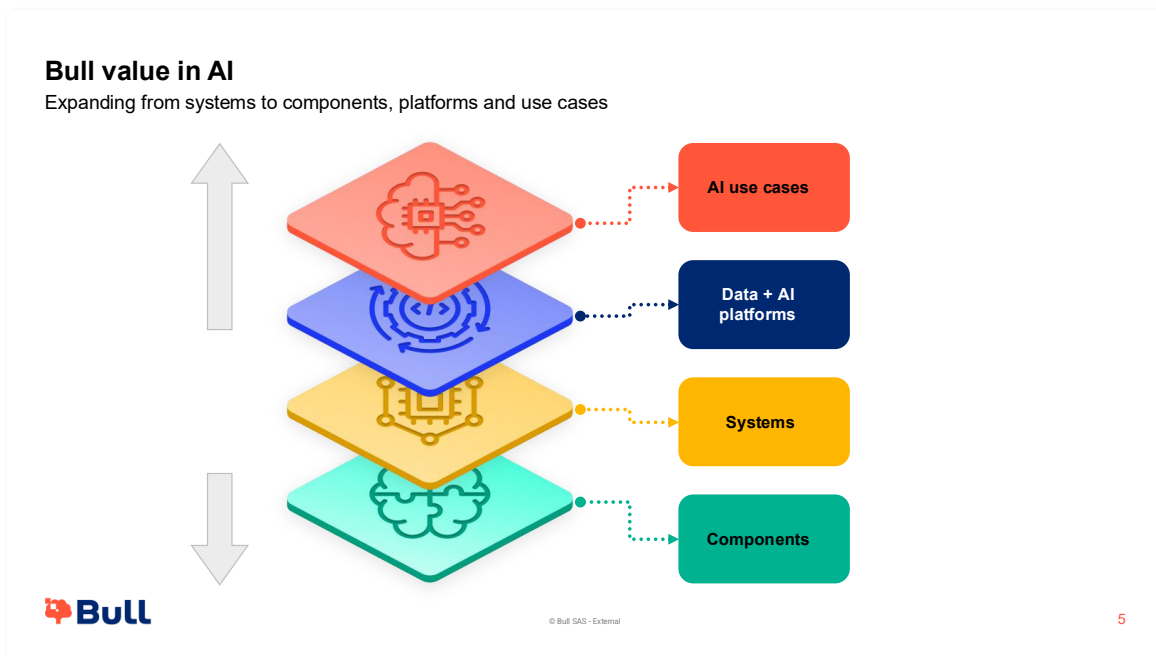 Bull value in AI
Expanding from systems to components, platforms and use cases
AI use cases
</>
Data + AI
platforms
Systems
Components
Bull
© Bull SAS - External
5